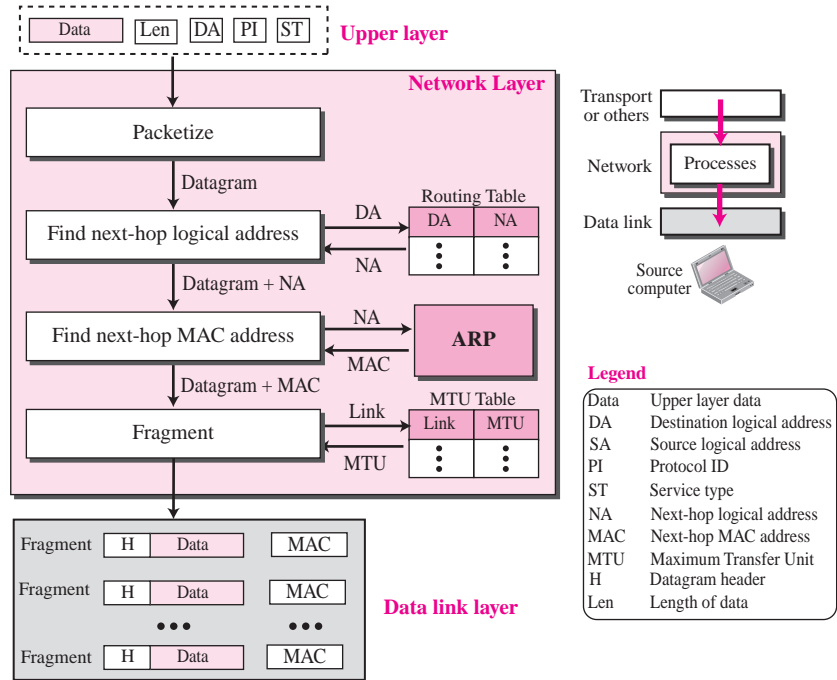 Data Len DA PI ST Upper layer
Network Layer
Packetize
Datagram
Find next-hop logical address
DA
NA
Routing Table
DA NA
Datagram + NA
Find next-hop MAC address
NA
MAC
ARP
Datagram + MAC
Fragment
Link
MTU
MTU Table
Link MTU
Fragment H Data MAC
Fragment H Data MAC
Fragment H Data MAC
Data link layer
Transport
or others
Network Processes
Data link
Source
computer
Legend
Data Upper layer data
DA Destination logical address
SA Source logical address
PI Protocol ID
ST Service type
NA Next-hop logical address
MAC Next-hop MAC address
MTU Maximum Transfer Unit
H Datagram header
Len Length of data